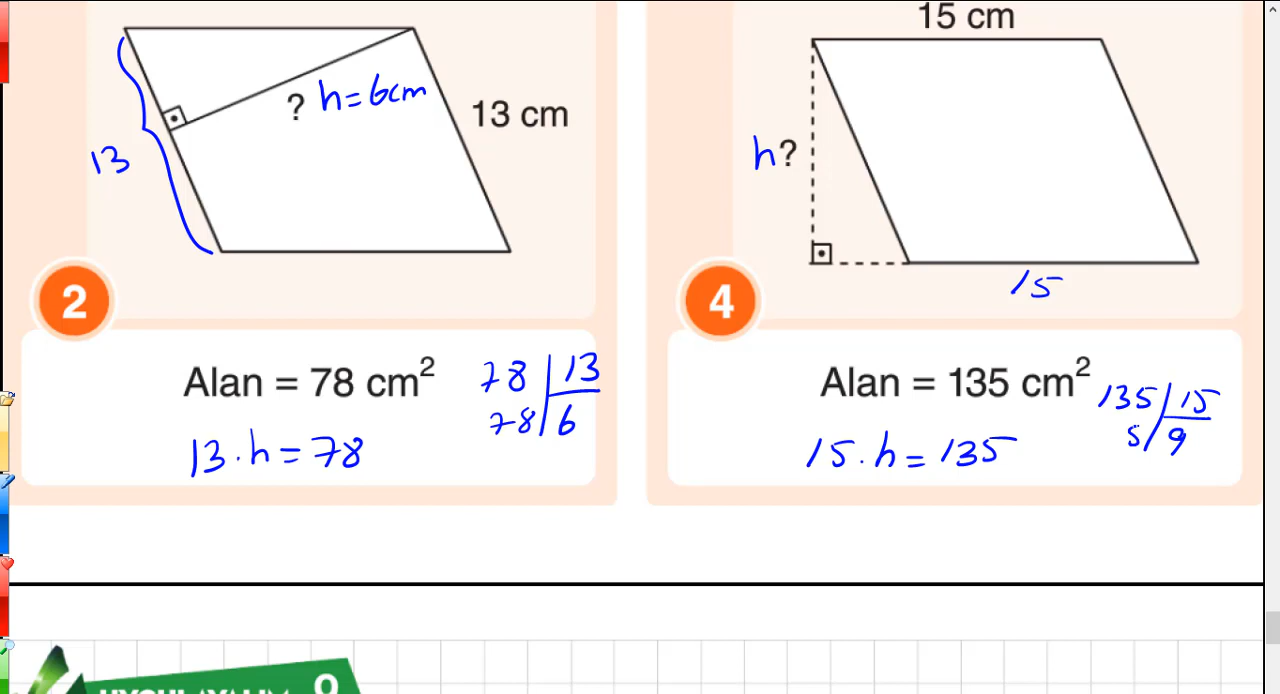 ? h=6cm
13 cm
13
2
Alan = 78 cm²
78 | 13
78 | 6
13.h=78
15 cm
h?
15
4
Alan = 135 cm²
135 | 15
5 | 9
15.h=135